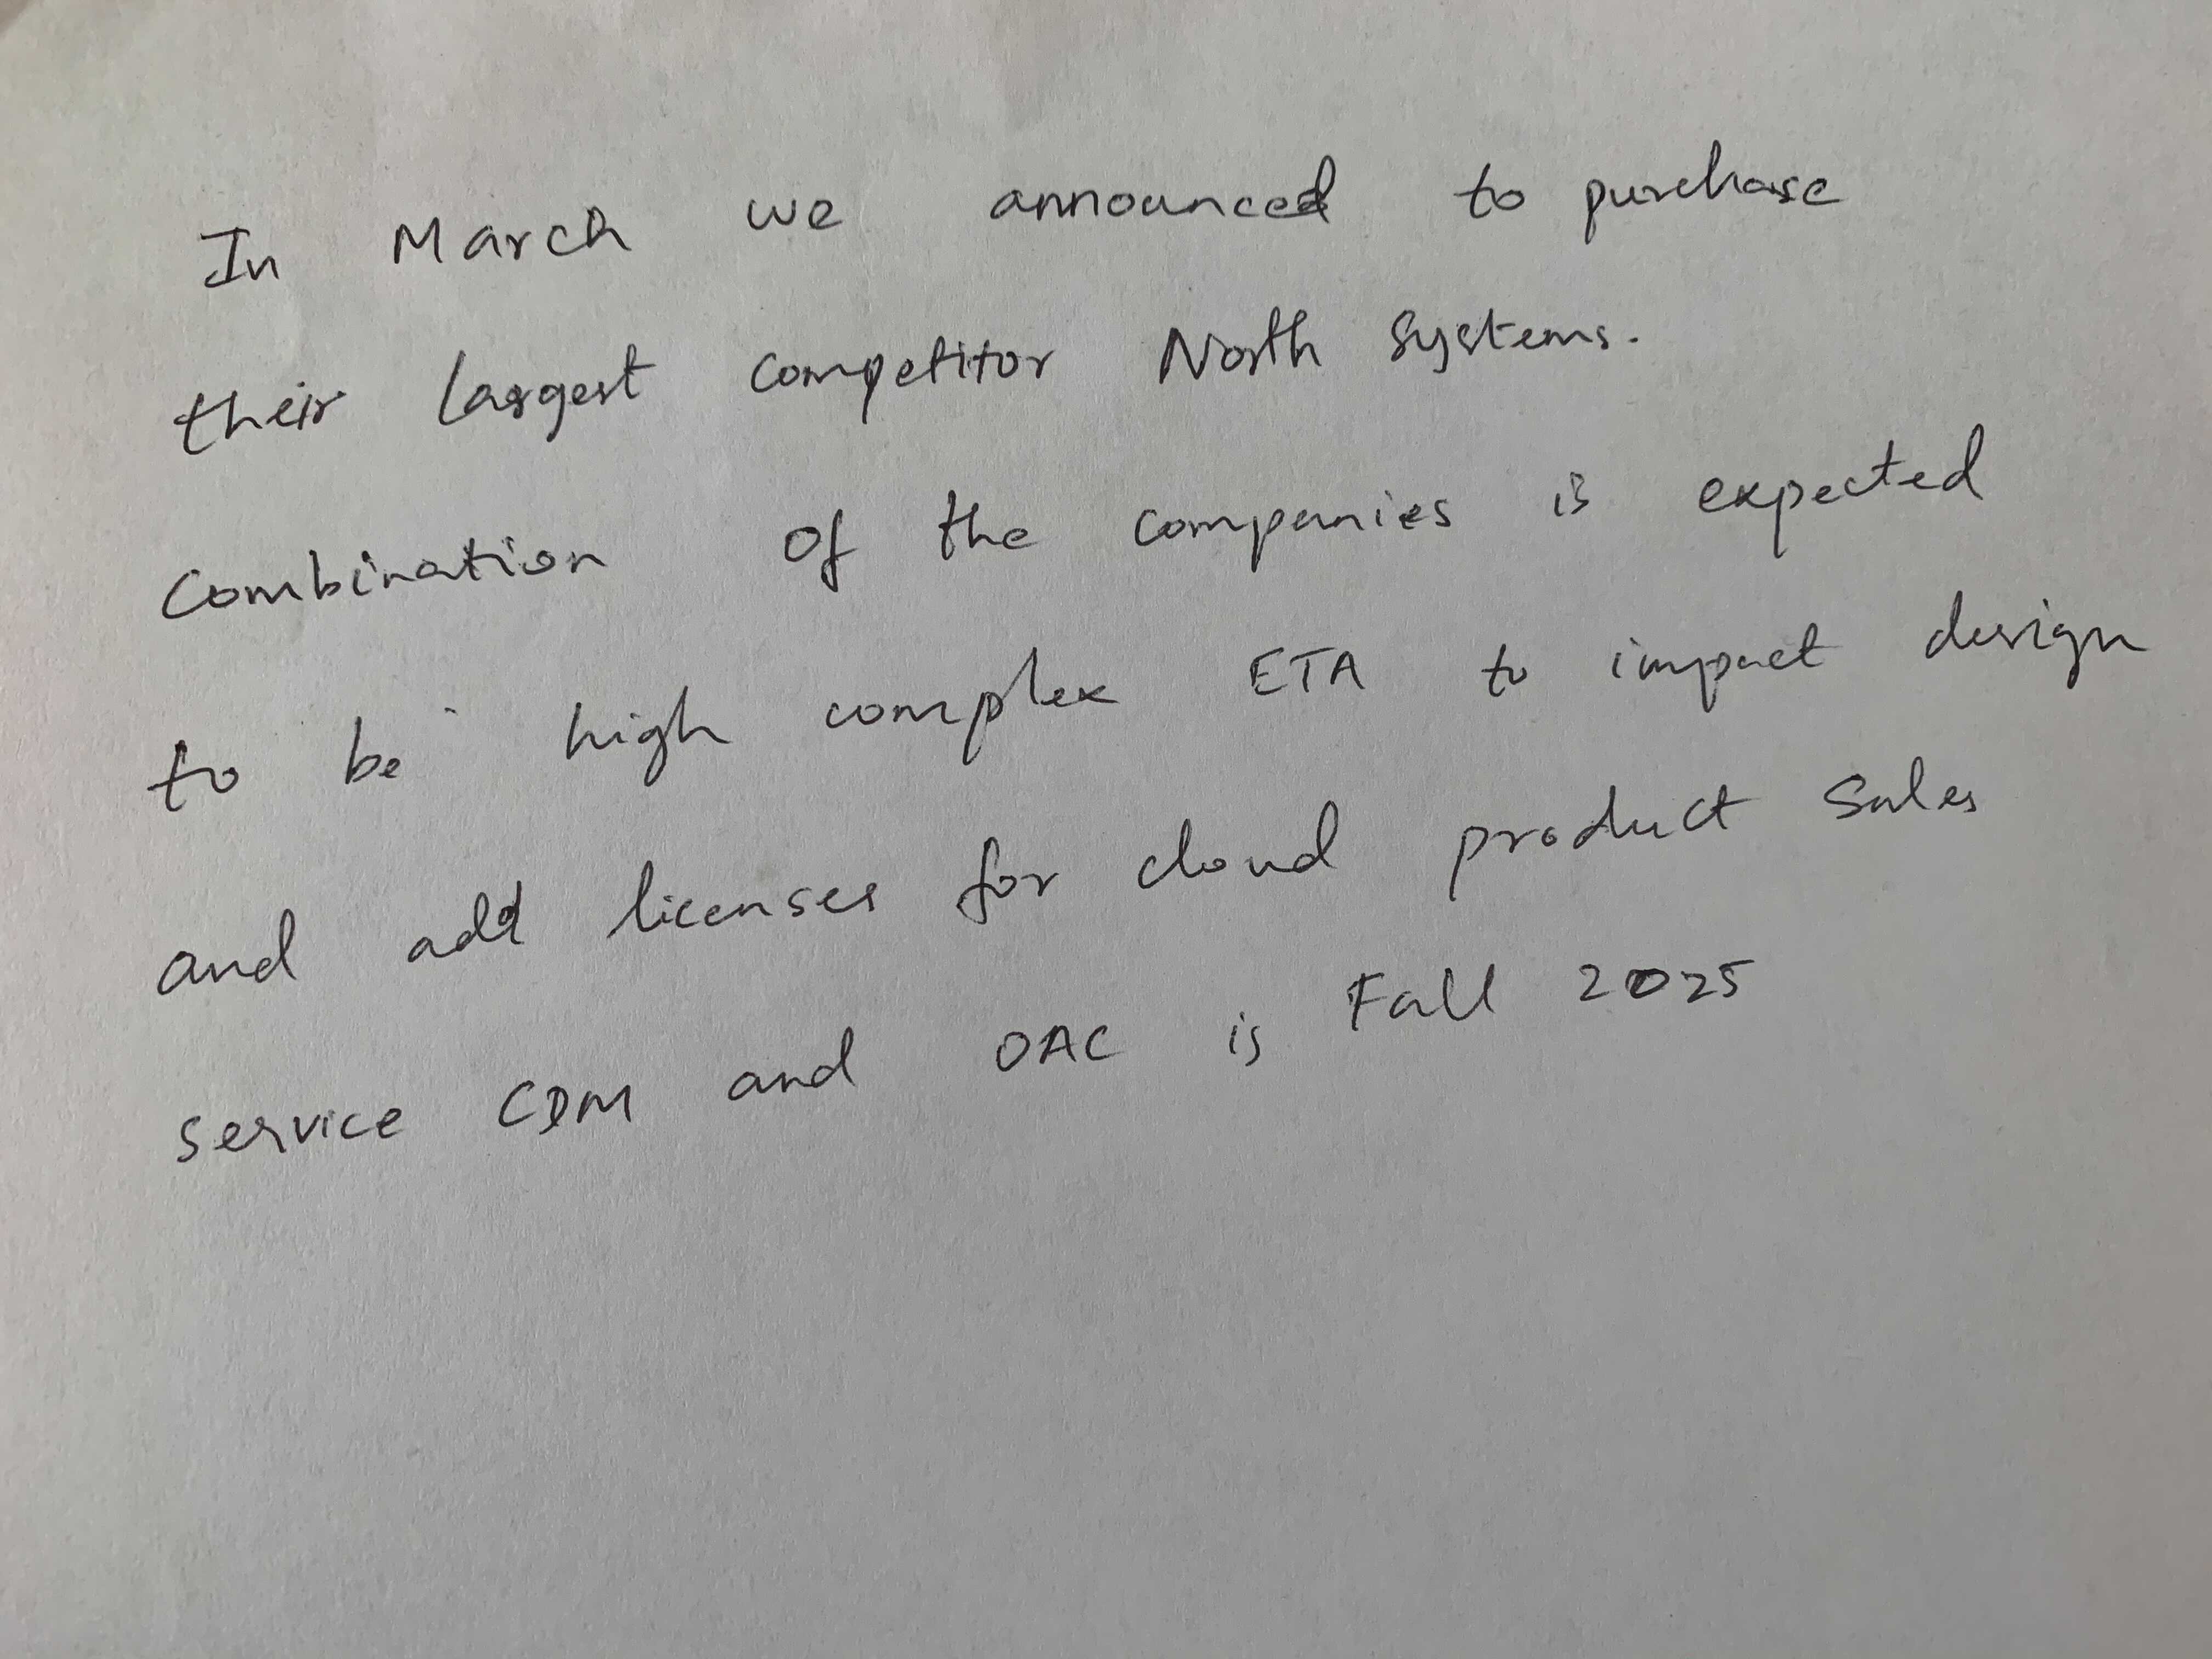 In March we announced to purchase
their largest competitor North Systems.
Combination of the companies is expected
to be high complex ETA to impact design
and add licenses for cloud product sales
service CDM and OAC is Fall 2025